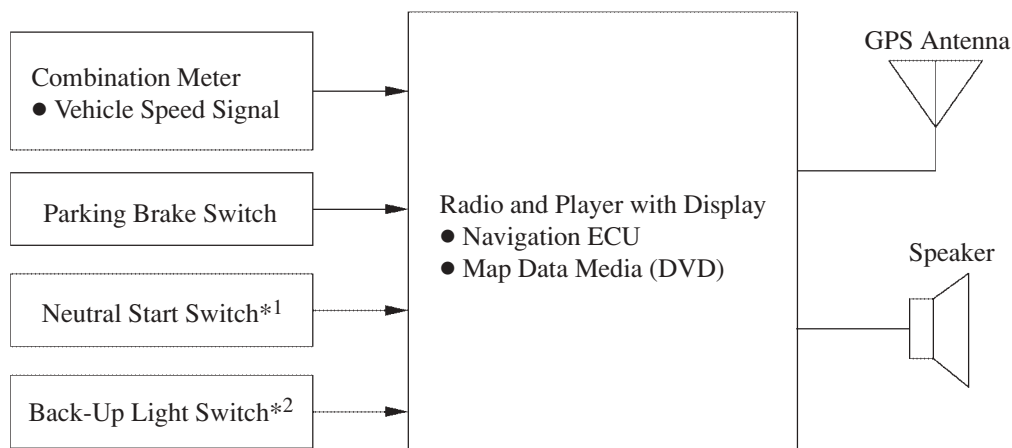 Combination Meter
● Vehicle Speed Signal
Parking Brake Switch
Neutral Start Switch*1
Back-Up Light Switch*2
Radio and Player with Display
● Navigation ECU
● Map Data Media (DVD)
GPS Antenna
Speaker